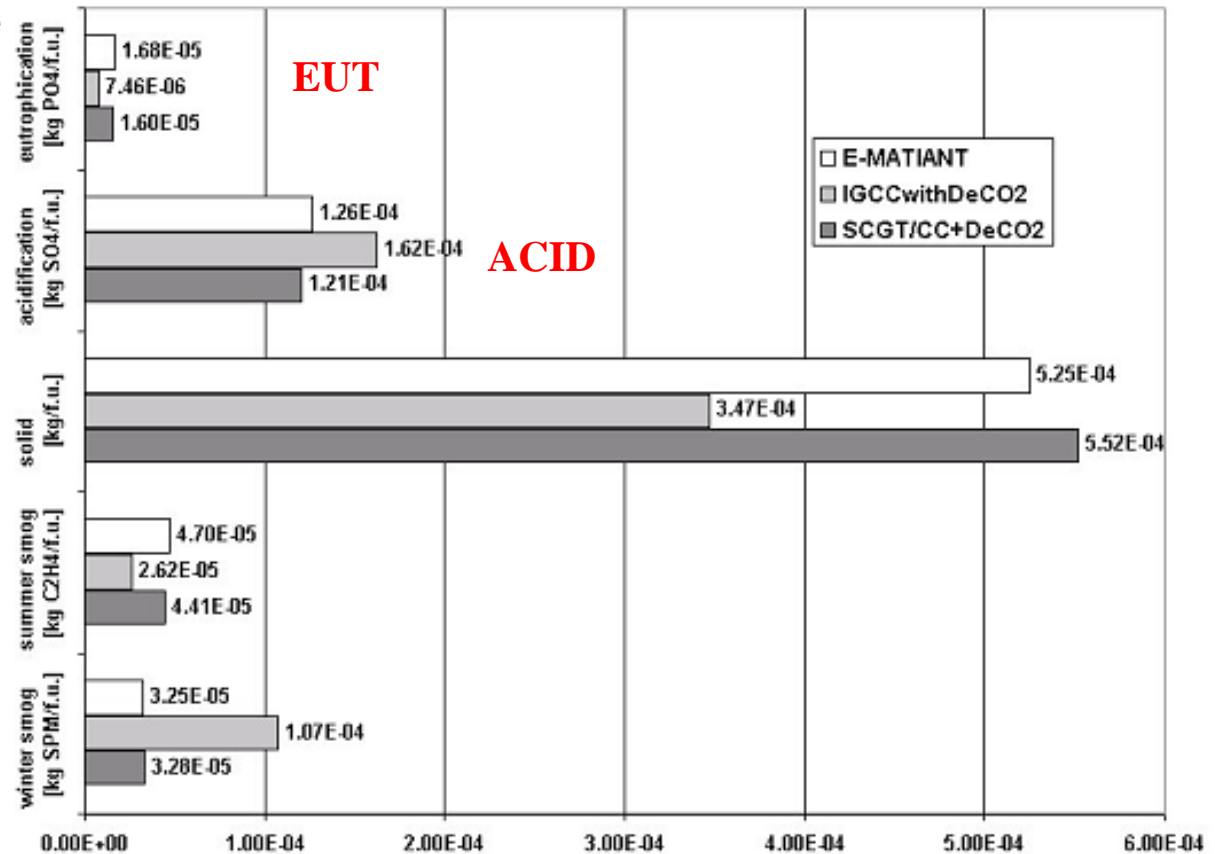 eutrophication
[kg PO4/f.u.]
1.68E-05
7.46E-06
1.60E-05
EUT
E-MATIANT
IGCCwithDeCO2
SCGT/CC+DeCO2
acidification
[kg SO4/f.u.]
1.26E-04
1.62E-04
1.21E-04
ACID
solid
[kg/f.u.]
5.25E-04
3.47E-04
5.52E-04
summer smog
[kg C2H4/f.u.]
4.70E-05
2.62E-05
4.41E-05
winter smog
[kg SPM/f.u.]
3.25E-05
1.07E-04
3.28E-05
0.00E+00 1.00E-04 2.00E-04 3.00E-04 4.00E-04 5.00E-04 6.00E-04